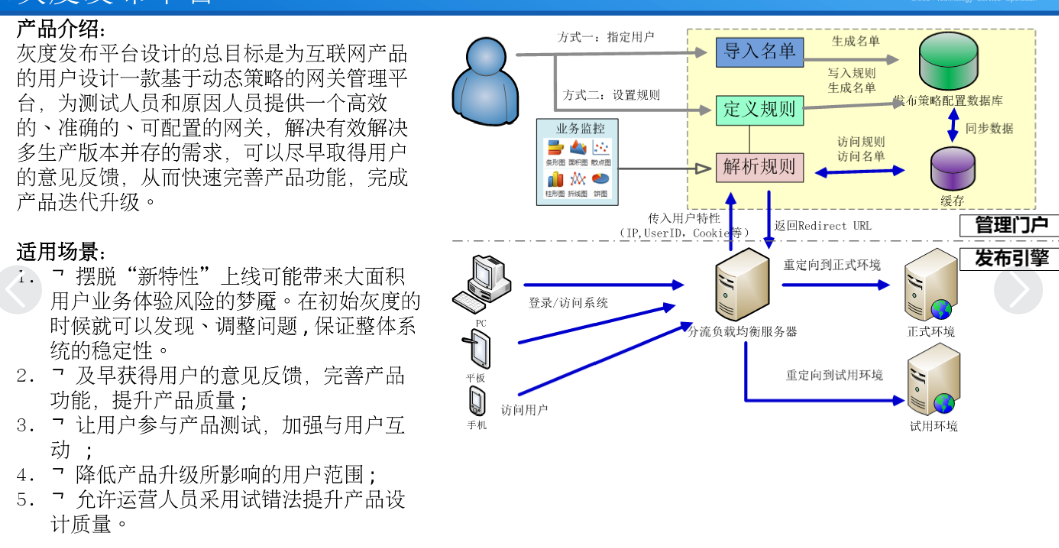 产品介绍:
灰度发布平台设计的总目标是为互联网产品
的用户设计一款基于动态策略的网关管理平
台，为测试人员和原因人员提供一个高效
的、准确的、可配置的网关，解决有效解决
多生产版本并存的需求，可以尽早取得用户
的意见反馈，从而快速完善产品功能，完成
产品迭代升级。
适用场景:
1. ¬ 摆脱“新特性”上线可能带来大面积
用户业务体验风险的梦魇。在初始灰度的
时候就可以发现、调整问题，保证整体系
统的稳定性。
2. ¬ 及早获得用户的意见反馈，完善产品
功能，提升产品质量；
3. ¬ 让用户参与产品测试，加强与用户互
动 ；
4. ¬ 降低产品升级所影响的用户范围；
5. ¬ 允许运营人员采用试错法提升产品设
计质量。
方式一：指定用户
导入名单
生成名单
写入规则
生成名单
方式二：设置规则
定义规则
发布策略配置数据库
业务监控
条形图 面积图 散点图
柱形图 折线图 饼图
解析规则
访问规则
访问名单
同步数据
缓存
传入用户特性
（IP,UserID，Cookie等）
返回Redirect URL
管理门户
发布引擎
PC
平板
手机
登录/访问系统
访问用户
分流负载均衡服务器
重定向到正式环境
正式环境
重定向到试用环境
试用环境